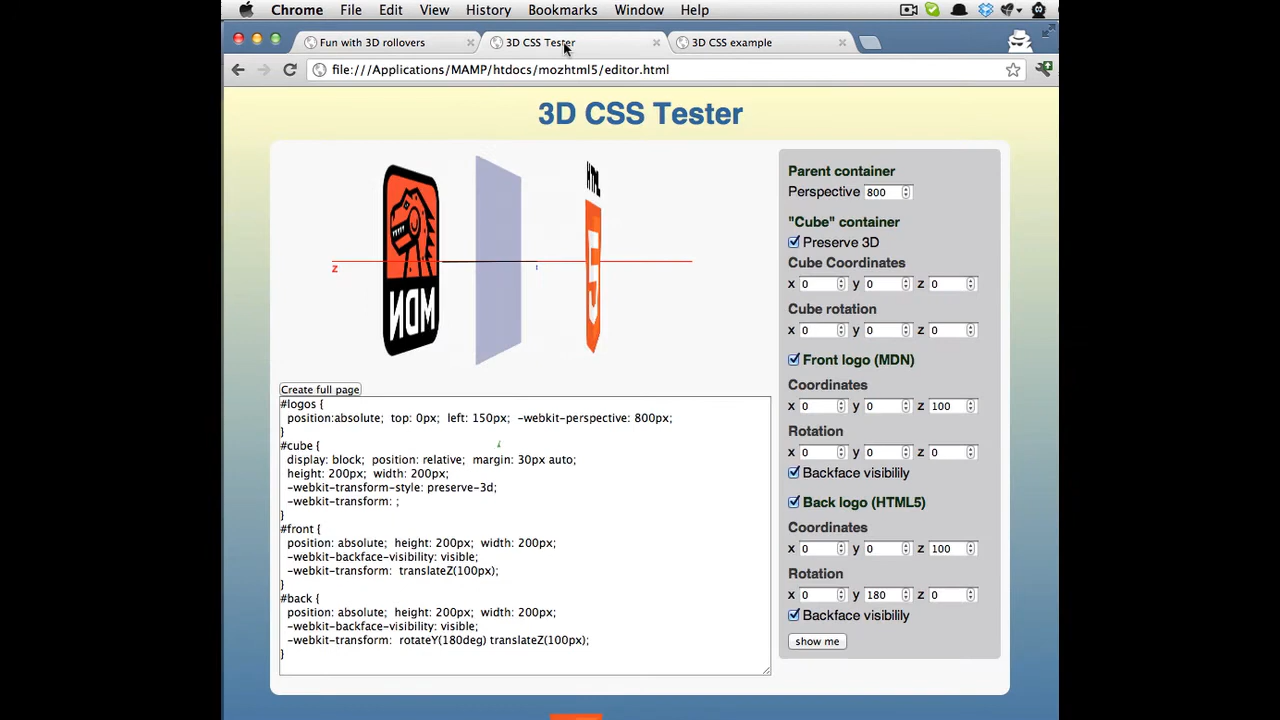 Chrome File Edit View History Bookmarks Window Help
Fun with 3D rollovers
3D CSS Tester
3D CSS example
file:///Applications/MAMP/htdocs/mozhtml5/editor.html
3D CSS Tester
MDN
HTML
5
Z
Parent container
Perspective 800
"Cube" container
Preserve 3D
Cube Coordinates
x 0 y 0 z 0
Cube rotation
x 0 y 0 z 0
Front logo (MDN)
Coordinates
x 0 y 0 z 100
Rotation
x 0 y 0 z 0
Backface visibilily
Back logo (HTML5)
Coordinates
x 0 y 0 z 100
Rotation
x 0 y 180 z 0
Backface visibilily
show me
Create full page
#logos {
position:absolute; top: 0px; left: 150px; -webkit-perspective: 800px;
}
#cube {
display: block; position: relative; margin: 30px auto;
height: 200px; width: 200px;
-webkit-transform-style: preserve-3d;
-webkit-transform: ;
}
#front {
position: absolute; height: 200px; width: 200px;
-webkit-backface-visibility: visible;
-webkit-transform: translateZ(100px);
}
#back {
position: absolute; height: 200px; width: 200px;
-webkit-backface-visibility: visible;
-webkit-transform: rotateY(180deg) translateZ(100px);
}